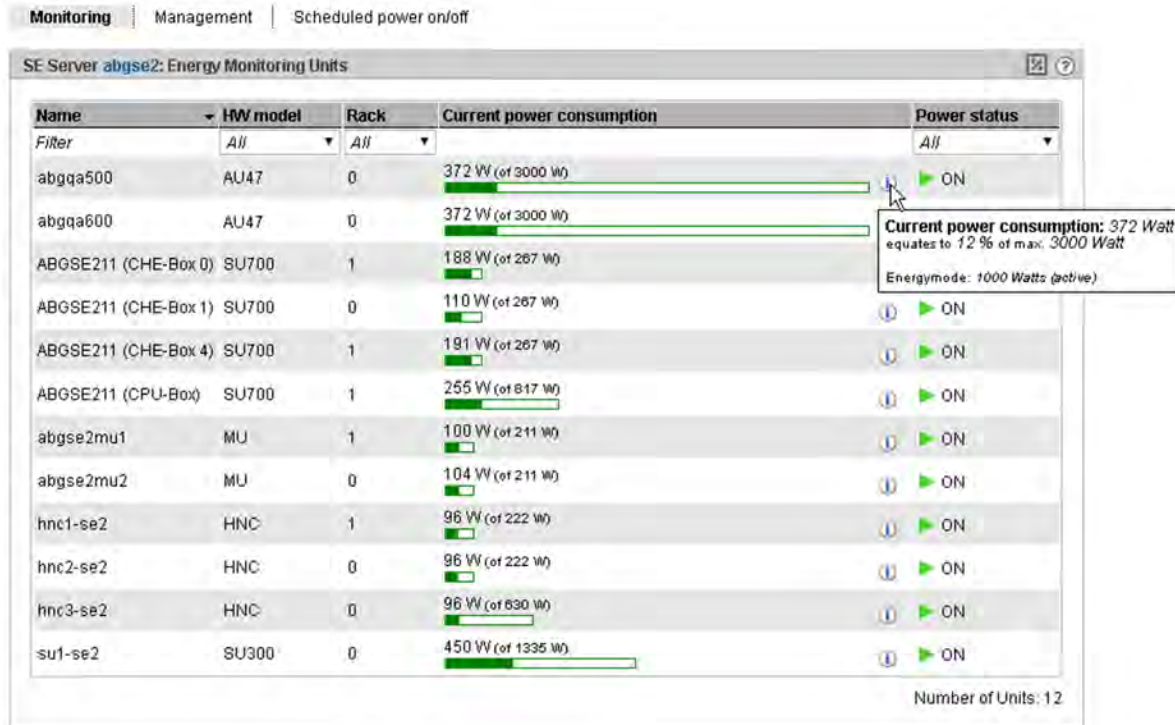 Monitoring Management Scheduled power on/off
SE Server abgse2: Energy Monitoring Units
Name HW model Rack Current power consumption Power status
Filter All All All
abgqa500 AU47 0 372 W (of 3000 W) ON
abgqa600 AU47 0 372 W (of 3000 W)
Current power consumption: 372 Watt
equates to 12 % of max. 3000 Watt
Energymode: 1000 Watts (active)
ABGSE211 (CHE-Box 0) SU700 1 188 W (of 267 W)
ABGSE211 (CHE-Box 1) SU700 0 110 W (of 267 W) ON
ABGSE211 (CHE-Box 4) SU700 1 191 W (of 267 W) ON
ABGSE211 (CPU-Box) SU700 1 255 W (of 817 W) ON
abgse2mu1 MU 1 100 W (of 211 W) ON
abgse2mu2 MU 0 104 W (of 211 W) ON
hnc1-se2 HNC 1 96 W (of 222 W) ON
hnc2-se2 HNC 0 96 W (of 222 W) ON
hnc3-se2 HNC 0 96 W (of 630 W) ON
su1-se2 SU300 0 450 W (of 1335 W) ON
Number of Units: 12